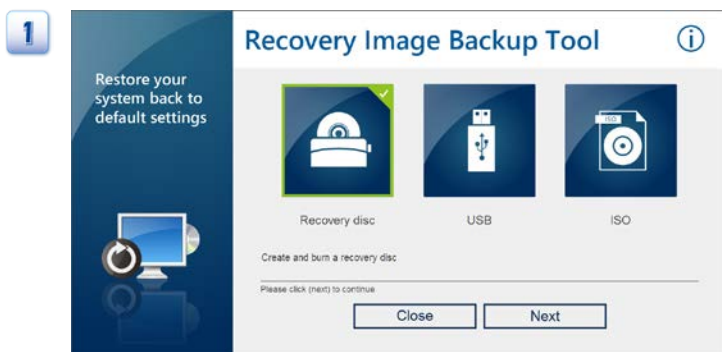 1
Recovery Image Backup Tool
Restore your
system back to
default settings
ISO
Recovery disc
USB
ISO
Create and burn a recovery disc
Please click (next) to continue
Close
Next